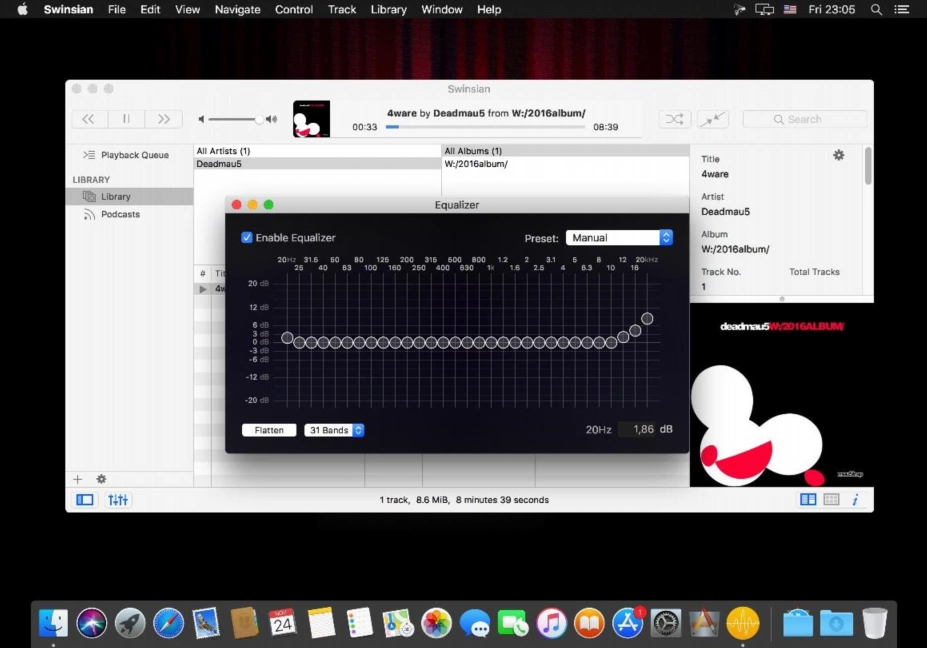 Swinsian File Edit View Navigate Control Track Library Window Help Fri 23:05
Swinsian
4ware by Deadmau5 from W:/2016album/
00:33 08:39
Search
Playback Queue
LIBRARY
Library
Podcasts
All Artists (1)
Deadmau5
All Albums (1)
W:/2016album/
# Tit
4w
Title
4ware
Artist
Deadmau5
Album
W:/2016album/
Track No. Total Tracks
1
Equalizer
Enable Equalizer
Preset: Manual
20Hz 31.5 50 80 125 200 315 500 800 1.2 2 3.1 5 8 12 20kHz
25 40 63 100 160 250 400 630 1k 1.6 2.5 4 6.3 10 16
20 dB
12 dB
6 dB
3 dB
0 dB
-3 dB
-6 dB
-12 dB
-20 dB
Flatten 31 Bands 20Hz 1,86 dB
deadmau5 W:/2016ALBUM/
mau5trap
1 track, 8.6 MiB, 8 minutes 39 seconds
NOV
24
1